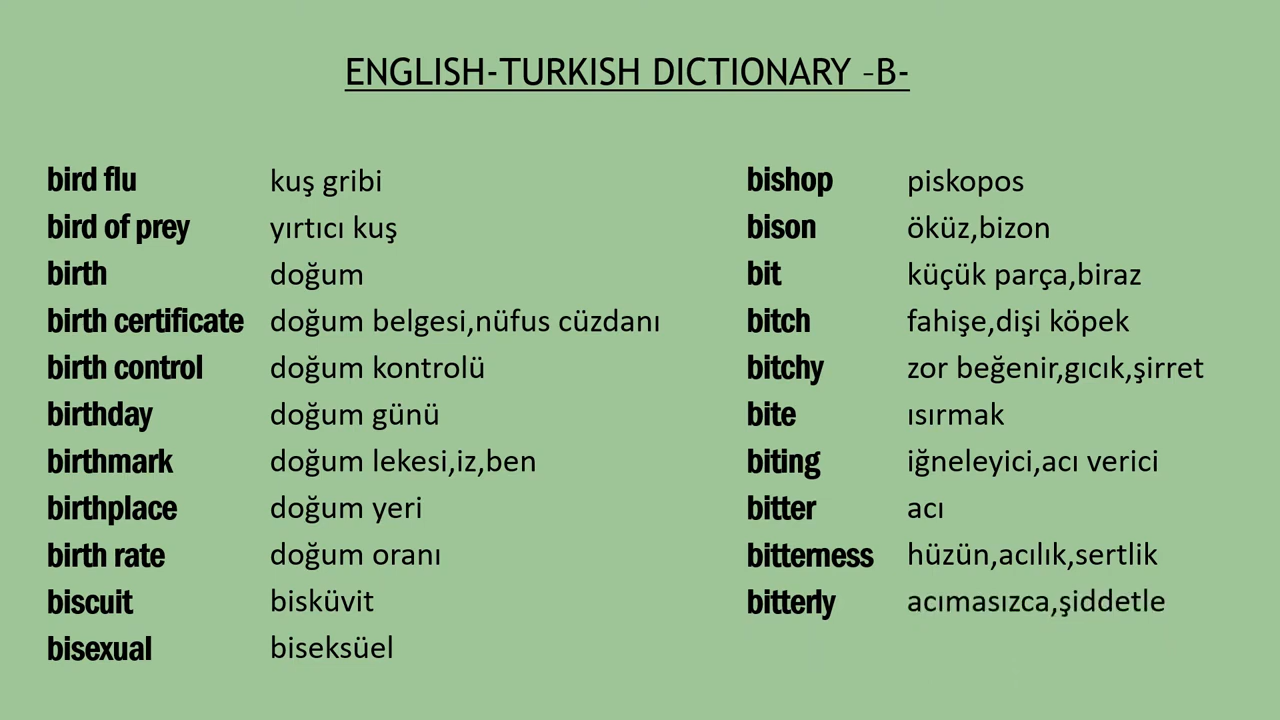 ENGLISH-TURKISH DICTIONARY –B-
bird flu kuş gribi
bird of prey yırtıcı kuş
birth doğum
birth certificate doğum belgesi,nüfus cüzdanı
birth control doğum kontrolü
birthday doğum günü
birthmark doğum lekesi,iz,ben
birthplace doğum yeri
birth rate doğum oranı
biscuit bisküvit
bisexual biseksüel
bishop piskopos
bison öküz,bizon
bit küçük parça,biraz
bitch fahişe,dişi köpek
bitchy zor beğenir,gıcık,şirret
bite ısırmak
biting iğneleyici,acı verici
bitter acı
bitterness hüzün,acılık,sertlik
bitterly acımasızca,şiddetle